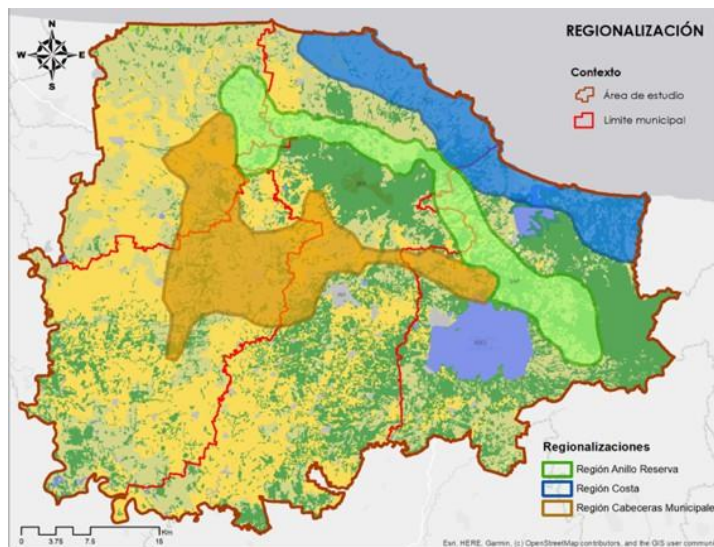 N
W E
S
REGIONALIZACIÓN
Contexto
Área de estudio
Límite municipal
Regionalizaciones
Región Anillo Reserva
Región Costa
Región Cabeceras Municipale
Km
0 3.75 7.5 15
Esri, HERE, Garmin, (c) OpenStreetMap contributors, and the GIS user communi